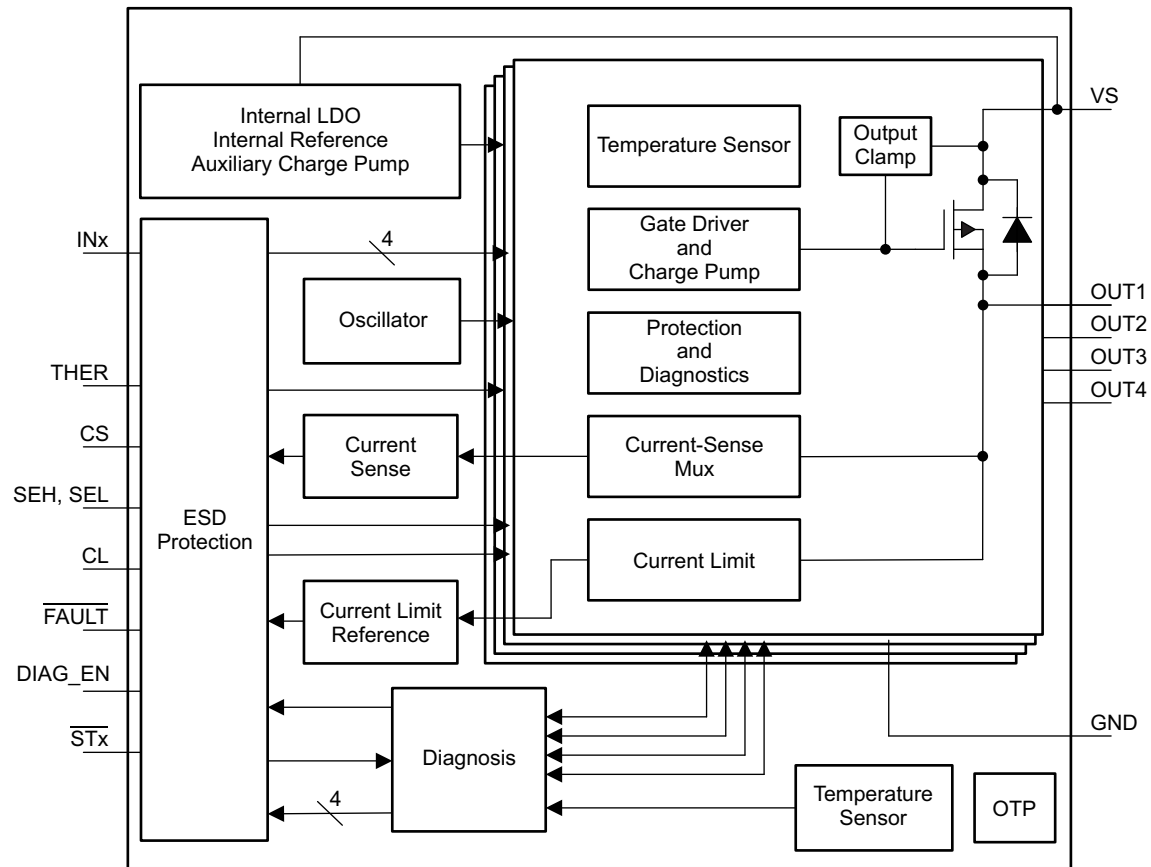 Internal LDO
Internal Reference
Auxiliary Charge Pump
Temperature Sensor
Output
Clamp
VS
INx
4
Gate Driver
and
Charge Pump
Oscillator
OUT1
OUT2
OUT3
OUT4
Protection
and
Diagnostics
THER
CS
Current
Sense
Current-Sense
Mux
SEH, SEL
ESD
Protection
CL
Current Limit
FAULT
Current Limit
Reference
DIAG_EN
STx
Diagnosis
GND
4
Temperature
Sensor
OTP